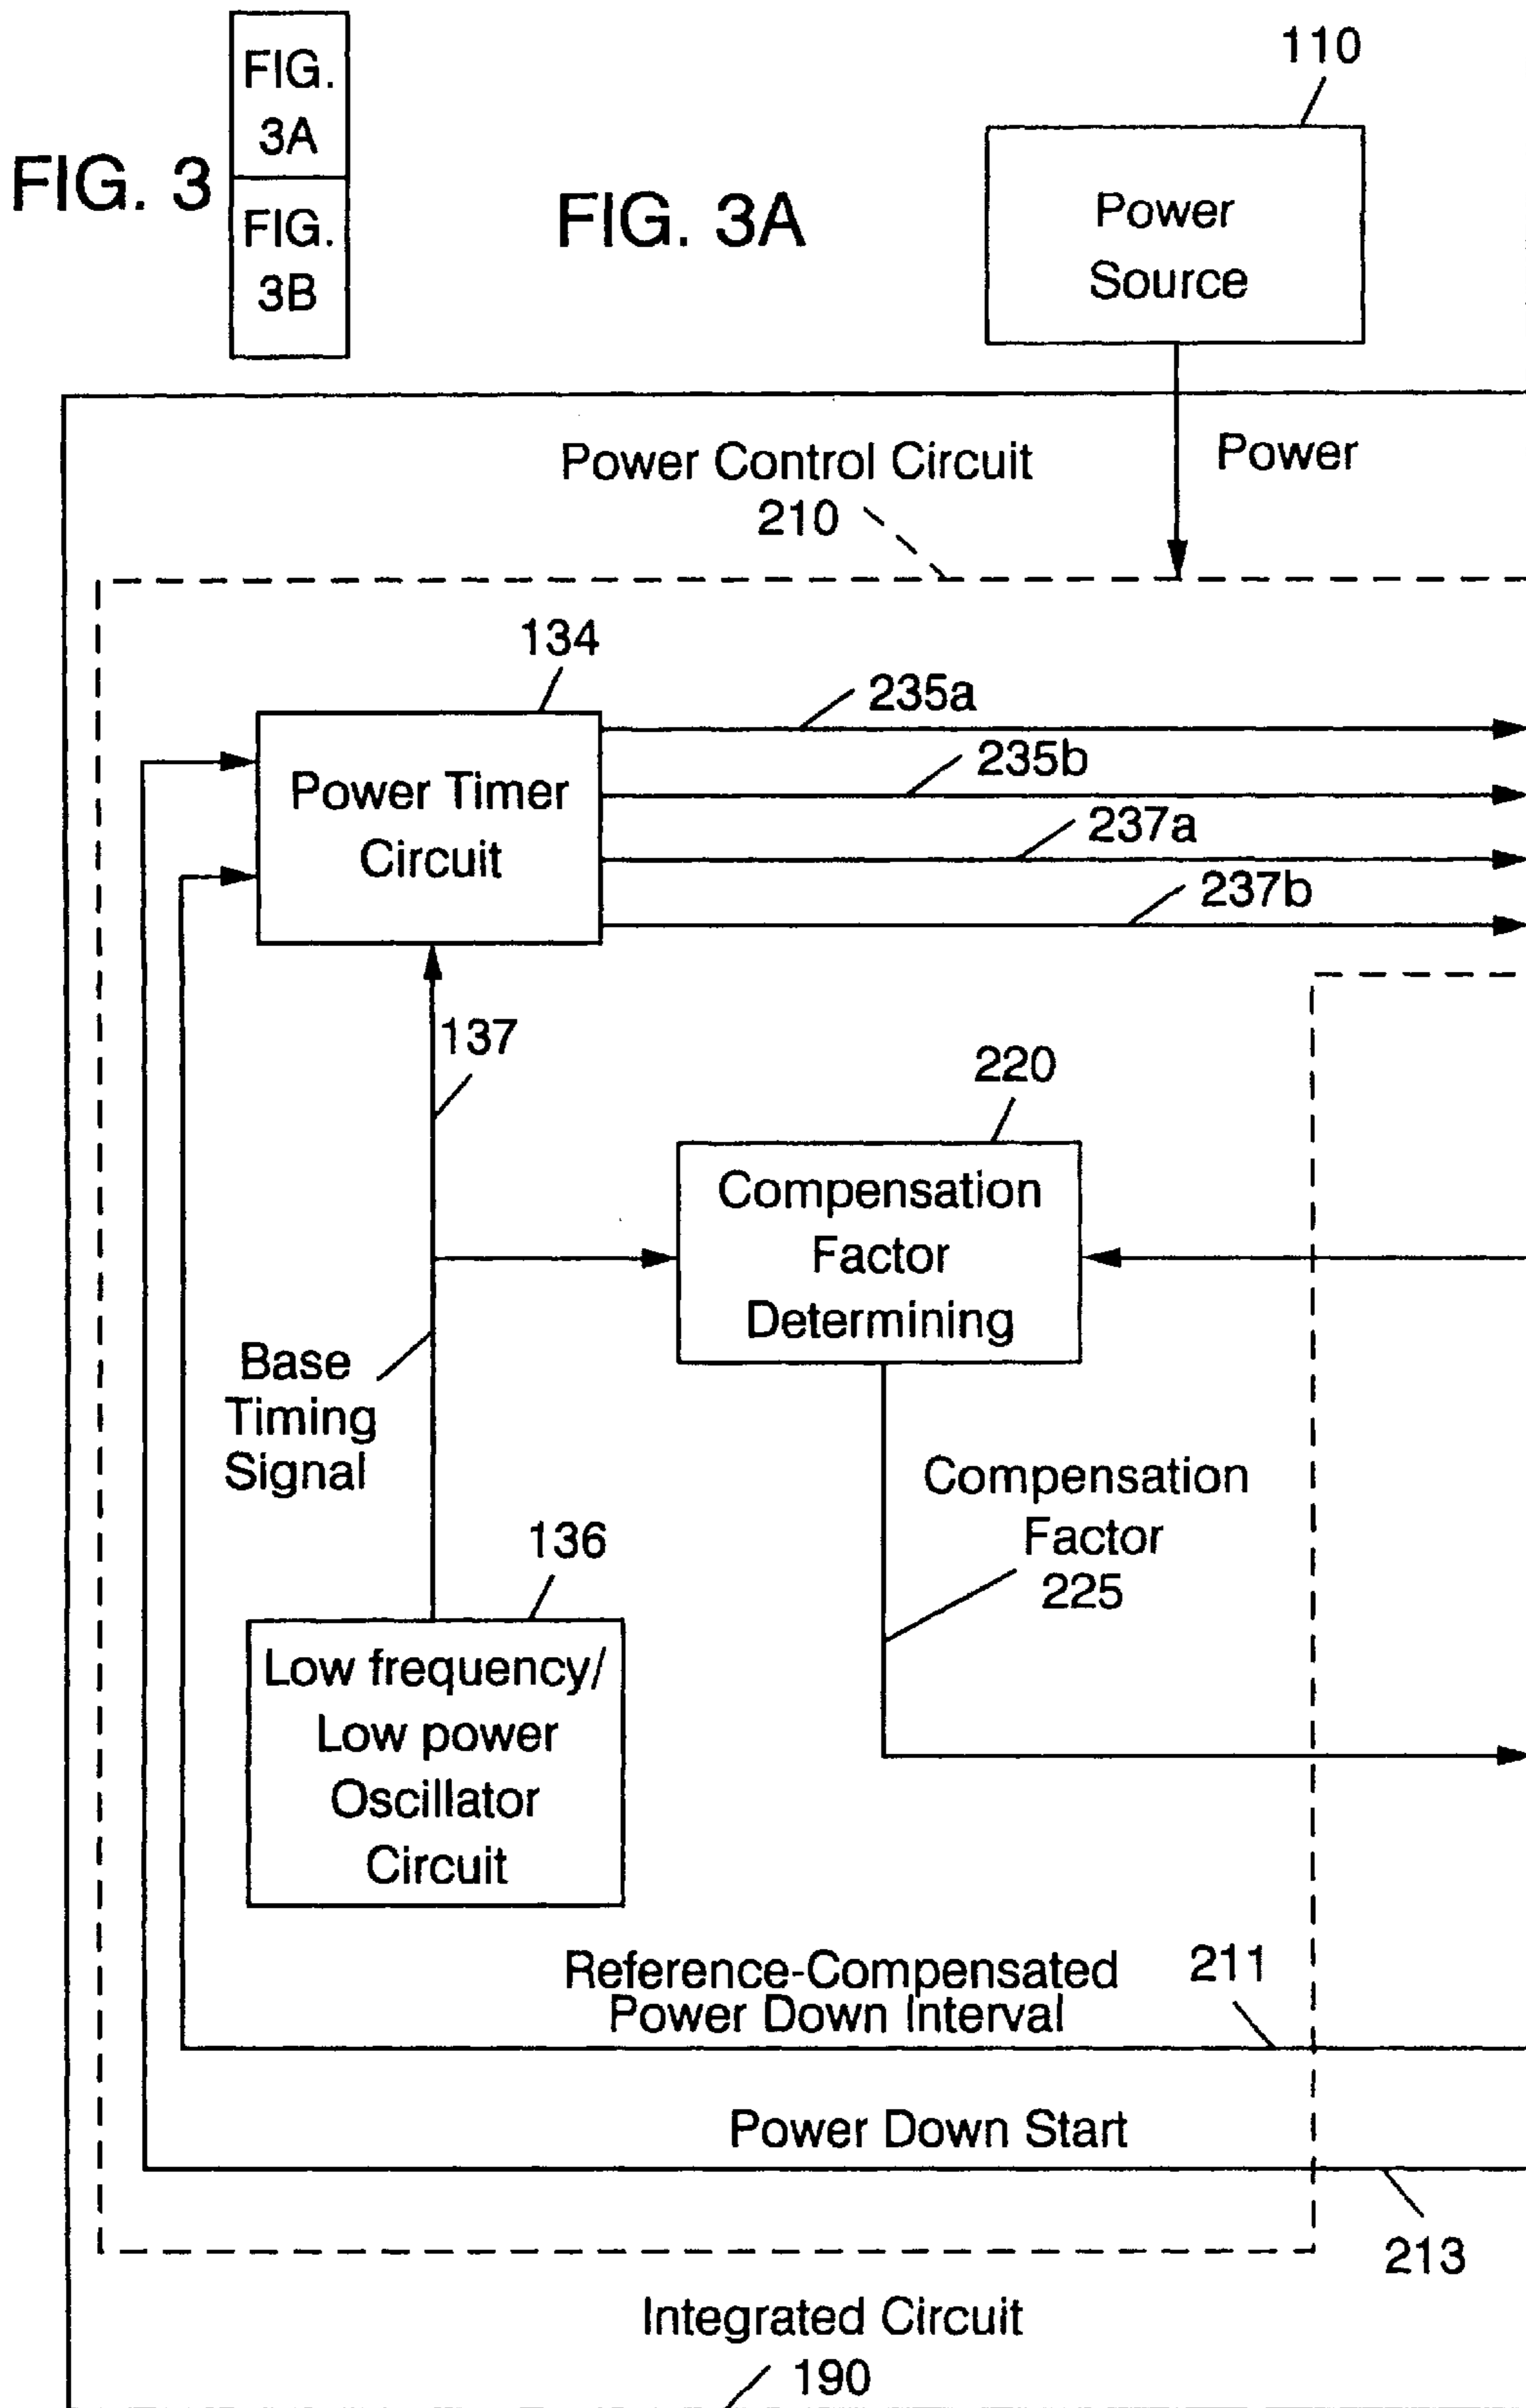 FIG. 3
FIG.
3A
FIG.
3B
FIG. 3A
110
Power
Source
Power Control Circuit
210
Power
134
235a
235b
237a
237b
Power Timer
Circuit
137
220
Compensation
Factor
Determining
Base
Timing
Signal
Compensation
Factor
225
136
Low frequency/
Low power
Oscillator
Circuit
Reference-Compensated
Power Down Interval
211
Power Down Start
213
Integrated Circuit
190